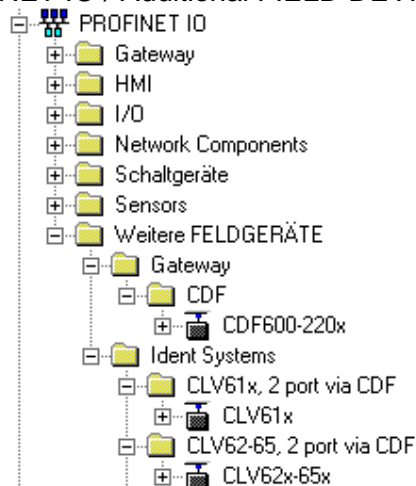 PROFINET IO
Gateway
HMI
I/O
Network Components
Schaltgeräte
Sensors
Weitere FELDGERÄTE
Gateway
CDF
CDF600-220x
Ident Systems
CLV61x, 2 port via CDF
CLV61x
CLV62-65, 2 port via CDF
CLV62x-65x